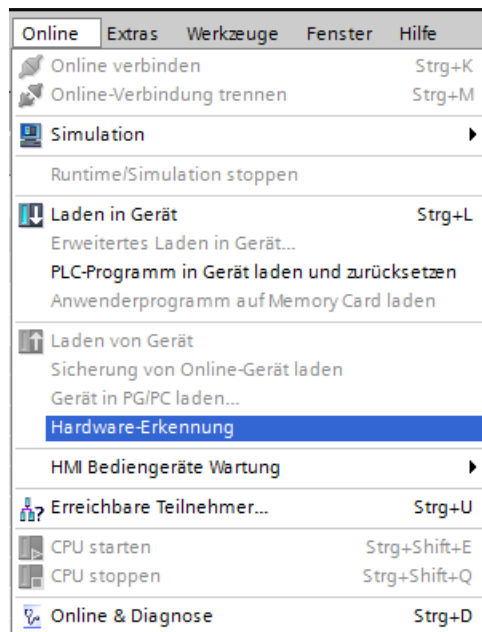 Online Extras Werkzeuge Fenster Hilfe
Online verbinden Strg+K
Online-Verbindung trennen Strg+M
Simulation
Runtime/Simulation stoppen
Laden in Gerät Strg+L
Erweitertes Laden in Gerät...
PLC-Programm in Gerät laden und zurücksetzen
Anwenderprogramm auf Memory Card laden
Laden von Gerät
Sicherung von Online-Gerät laden
Gerät in PG/PC laden...
Hardware-Erkennung
HMI Bediengeräte Wartung
Erreichbare Teilnehmer... Strg+U
CPU starten Strg+Shift+E
CPU stoppen Strg+Shift+Q
Online & Diagnose Strg+D